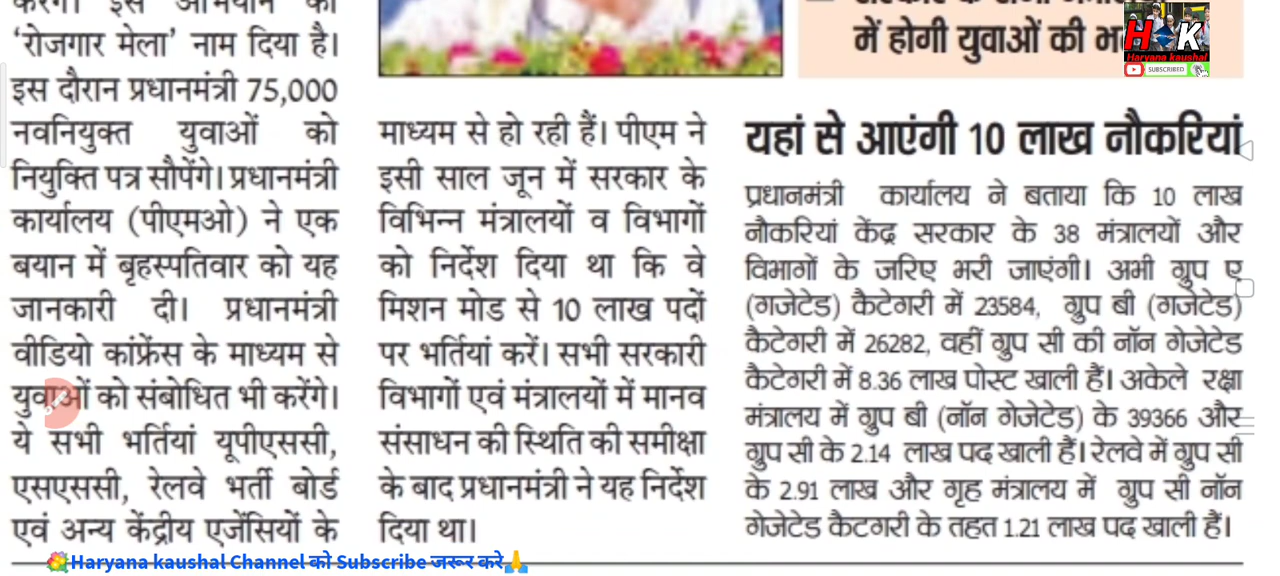 'रोजगार मेला' नाम दिया है।
इस दौरान प्रधानमंत्री 75,000
नवनियुक्त युवाओं को
नियुक्ति पत्र सौपेंगे। प्रधानमंत्री
कार्यालय (पीएमओ) ने एक
बयान में बृहस्पतिवार को यह
जानकारी दी। प्रधानमंत्री
वीडियो कांफ्रेंस के माध्यम से
युवाओं को संबोधित भी करेंगे।
ये सभी भर्तियां यूपीएससी,
एसएससी, रेलवे भर्ती बोर्ड
एवं अन्य केंद्रीय एजेंसियों के
माध्यम से हो रही हैं। पीएम ने
इसी साल जून में सरकार के
विभिन्न मंत्रालयों व विभागों
को निर्देश दिया था कि वे
मिशन मोड से 10 लाख पदों
पर भर्तियां करें। सभी सरकारी
विभागों एवं मंत्रालयों में मानव
संसाधन की स्थिति की समीक्षा
के बाद प्रधानमंत्री ने यह निर्देश
दिया था।
में होगी युवाओं की
H K
Haryana kaushal
SUBSCRIBED
यहां से आएंगी 10 लाख नौकरियां
प्रधानमंत्री कार्यालय ने बताया कि 10 लाख
नौकरियां केंद्र सरकार के 38 मंत्रालयों और
विभागों के जरिए भरी जाएंगी। अभी ग्रुप ए
(गजेटेड) कैटेगरी में 23584, ग्रुप बी (गजेटेड)
कैटेगरी में 26282, वहीं ग्रुप सी की नॉन गेजेटेड
कैटेगरी में 8.36 लाख पोस्ट खाली हैं। अकेले रक्षा
मंत्रालय में ग्रुप बी (नॉन गेजेटेड) के 39366 और
ग्रुप सी के 2.14 लाख पद खाली हैं। रेलवे में ग्रुप सी
के 2.91 लाख और गृह मंत्रालय में ग्रुप सी नॉन
गेजेटेड कैटगरी के तहत 1.21 लाख पद खाली हैं।
Haryana kaushal Channel को Subscribe जरूर करे